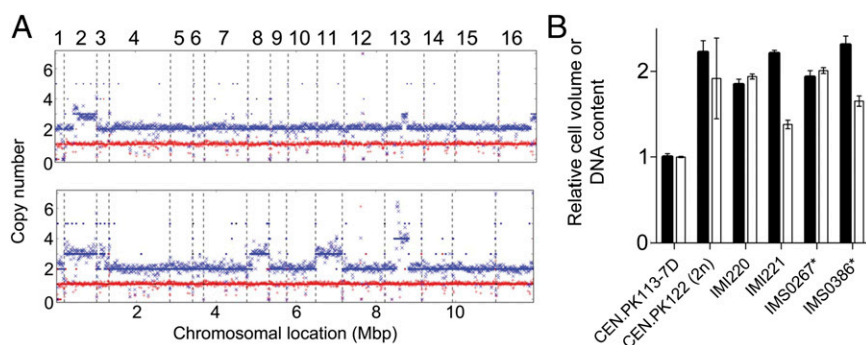 A
1 2 3 4 5 6 7 8 9 10 11 12 13 14 15 16
6
4
2
0
6
4
2
0
Copy number
2 4 6 8 10
Chromosomal location (Mbp)
B
Relative cell volume or
DNA content
2
1
0
CEN.PK113-7D
CEN.PK122 (2n)
IMI220
IMI221
IMS0267*
IMS0386*